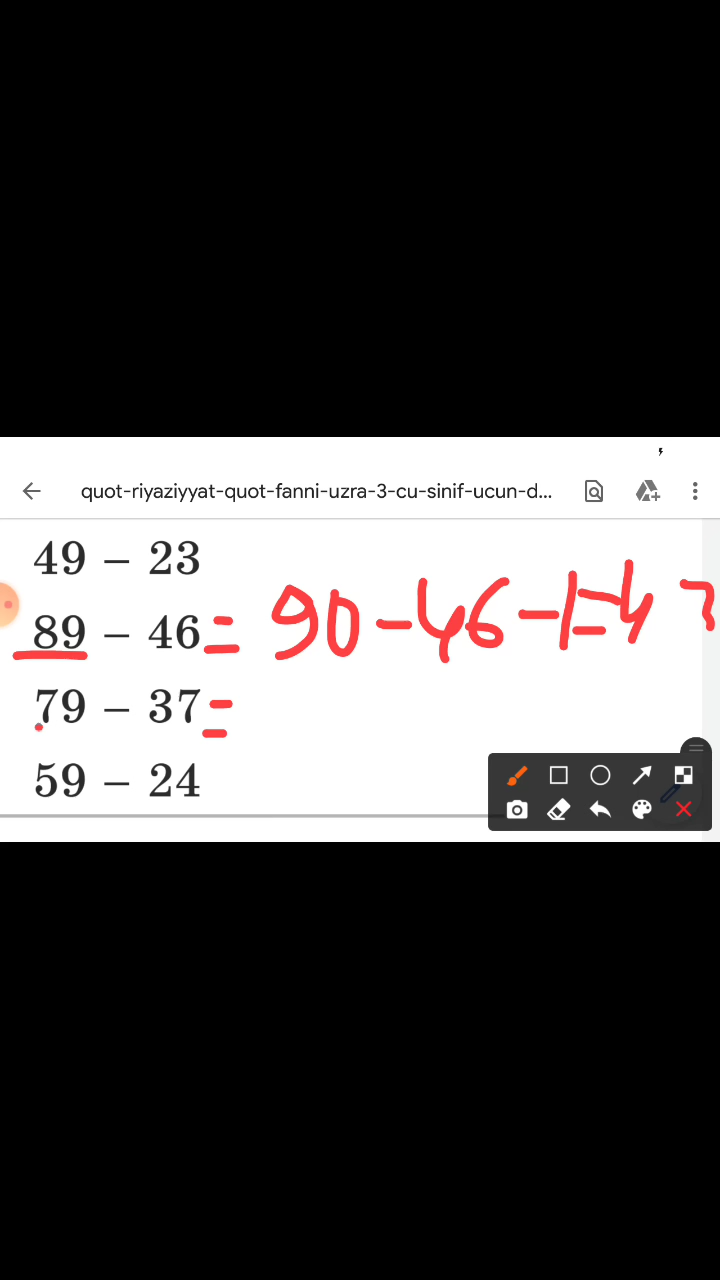 quot-riyaziyyat-quot-fanni-uzra-3-cu-sinif-ucun-d...
49 – 23
89 – 46 = 90 - 46 - 1 = 43
79 – 37 =
59 – 24